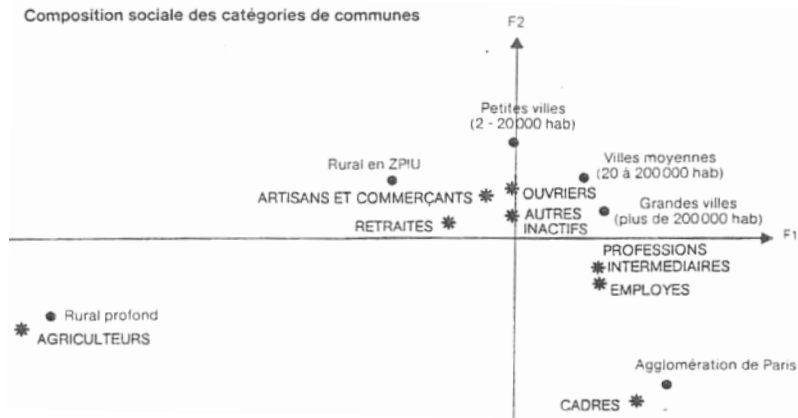 Composition sociale des catégories de communes
F2
Petites villes
(2 - 20000 hab)
Rural en ZPIU
Villes moyennes
(20 à 200000 hab)
ARTISANS ET COMMERÇANTS
OUVRIERS
Grandes villes
(plus de 200000 hab)
RETRAITES
AUTRES
INACTIFS
F1
PROFESSIONS
INTERMEDIAIRES
EMPLOYES
Rural profond
AGRICULTEURS
Agglomération de Paris
CADRES